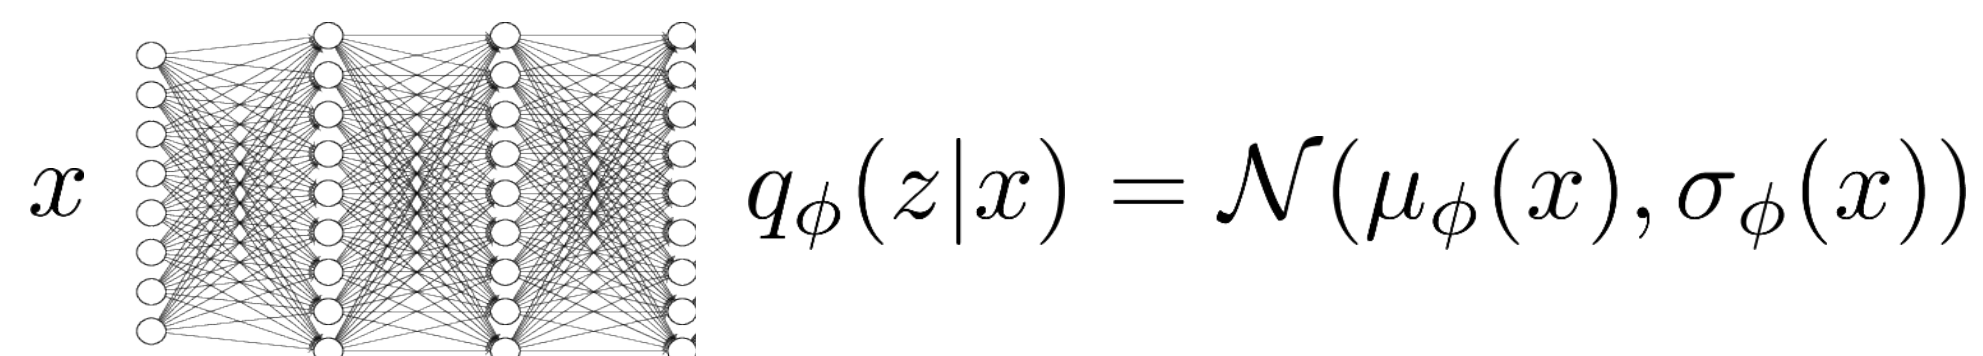 x
q_ϕ(z|x) = 𝒩(μ_ϕ(x), σ_ϕ(x))